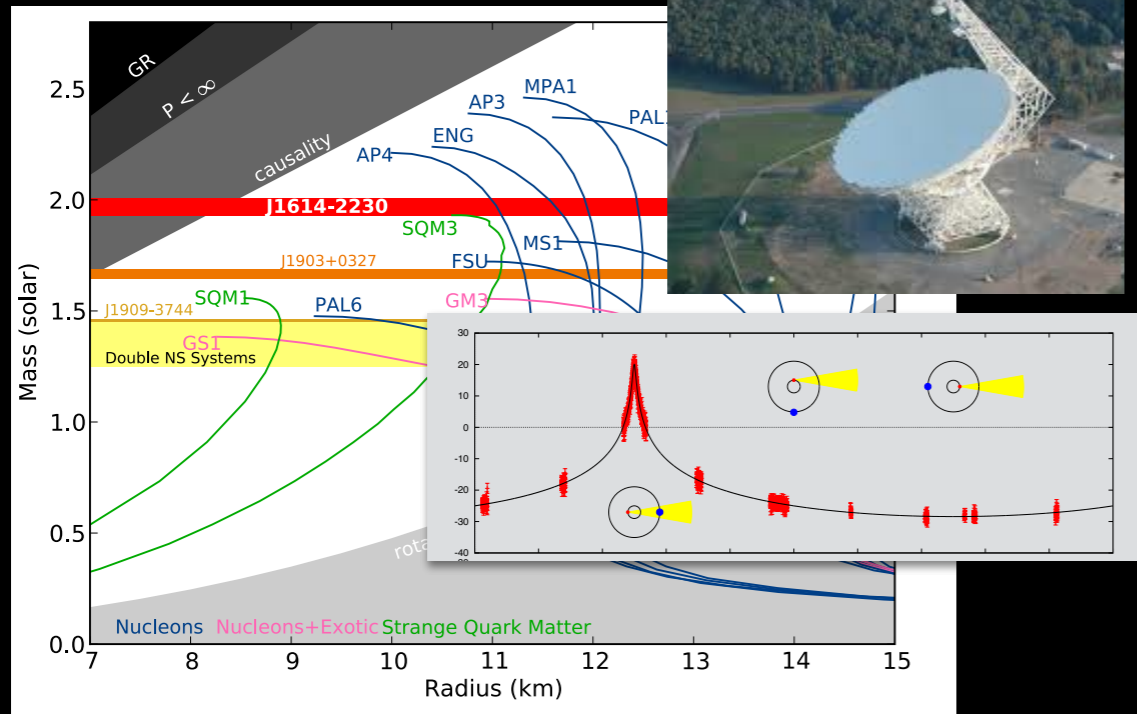 GR
P < ∞
causality
rota
AP4
ENG
AP3
MPA1
PAL1
J1614-2230
SQM3
MS1
FSU
J1903+0327
GM3
J1909-3744
SQM1
PAL6
GS1
Double NS Systems
Nucleons Nucleons+Exotic Strange Quark Matter
Mass (solar)
2.5
2.0
1.5
1.0
0.5
0.0
7 8 9 10 11 12 13 14 15
Radius (km)
30
20
10
0
-10
-20
-30
-40